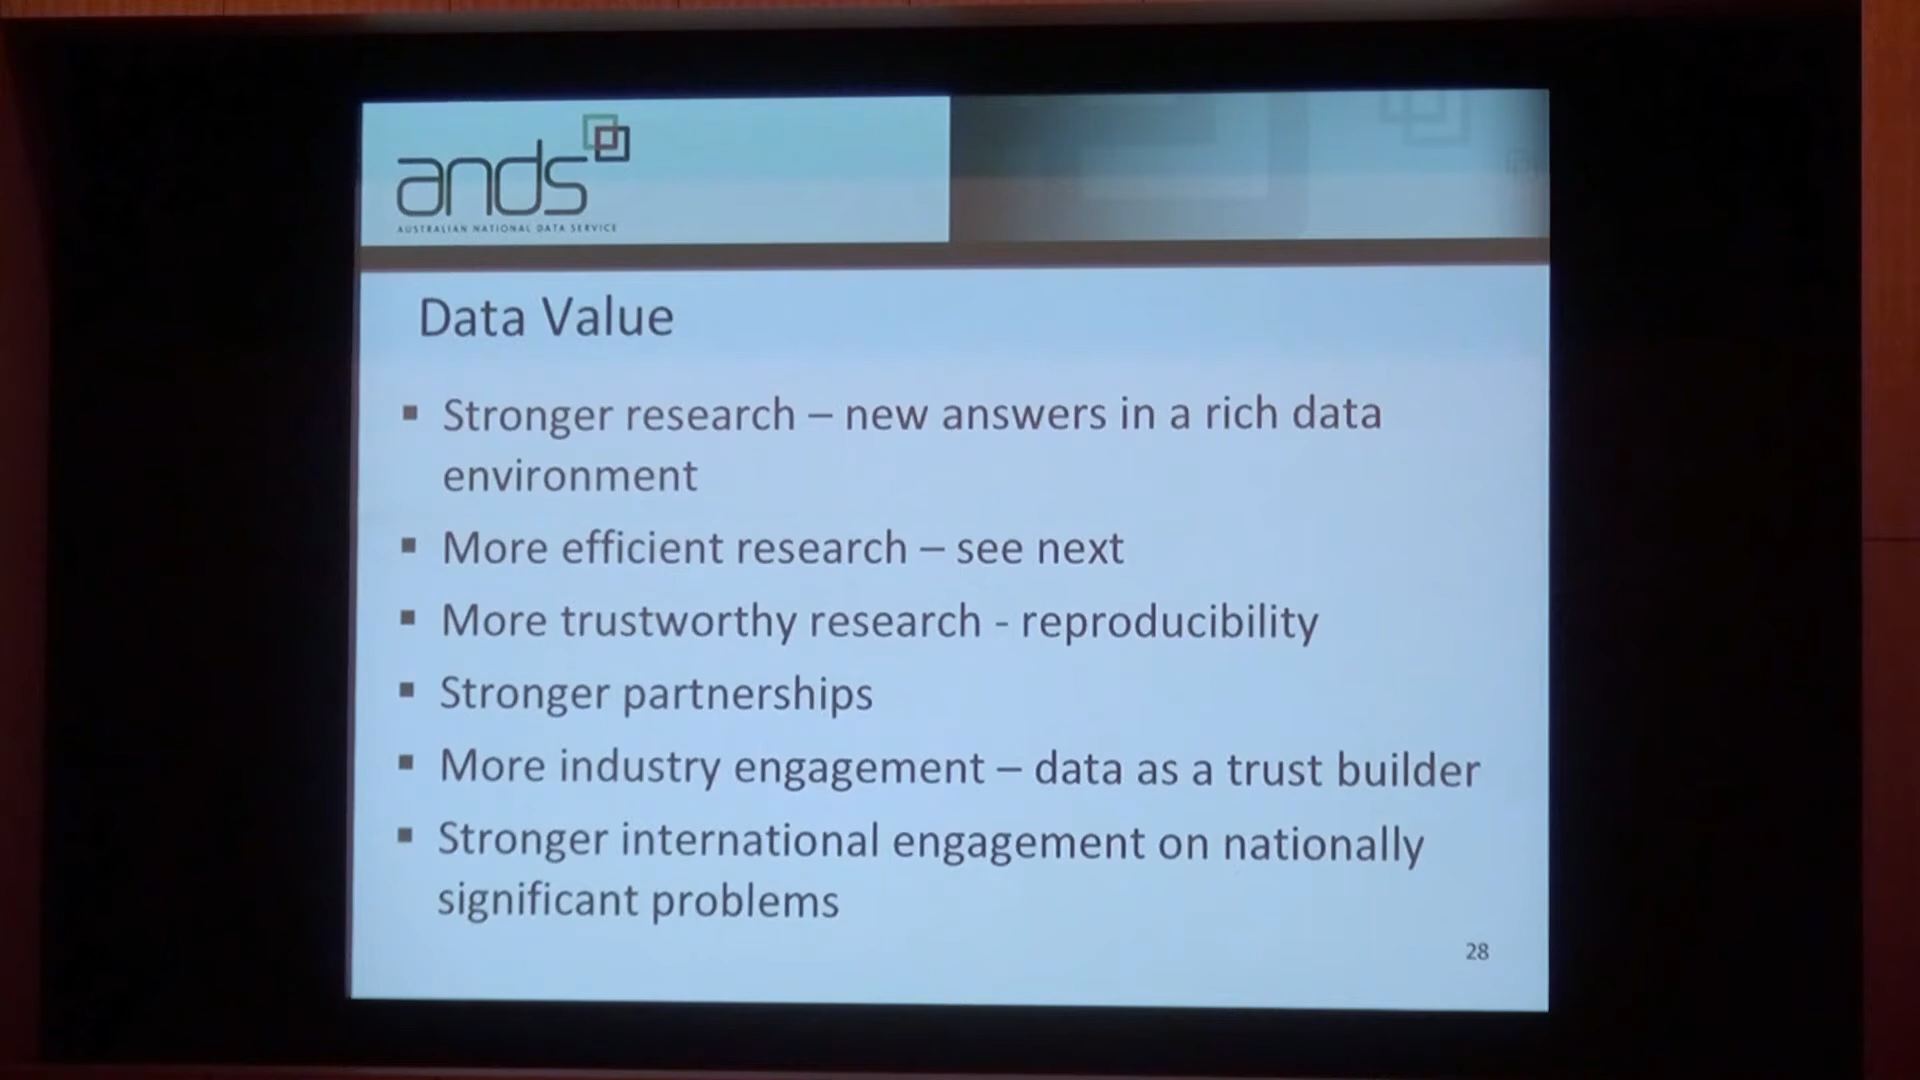 ands
AUSTRALIAN NATIONAL DATA SERVICE
Data Value
▪ Stronger research – new answers in a rich data
environment
▪ More efficient research – see next
▪ More trustworthy research - reproducibility
▪ Stronger partnerships
▪ More industry engagement – data as a trust builder
▪ Stronger international engagement on nationally
significant problems
28